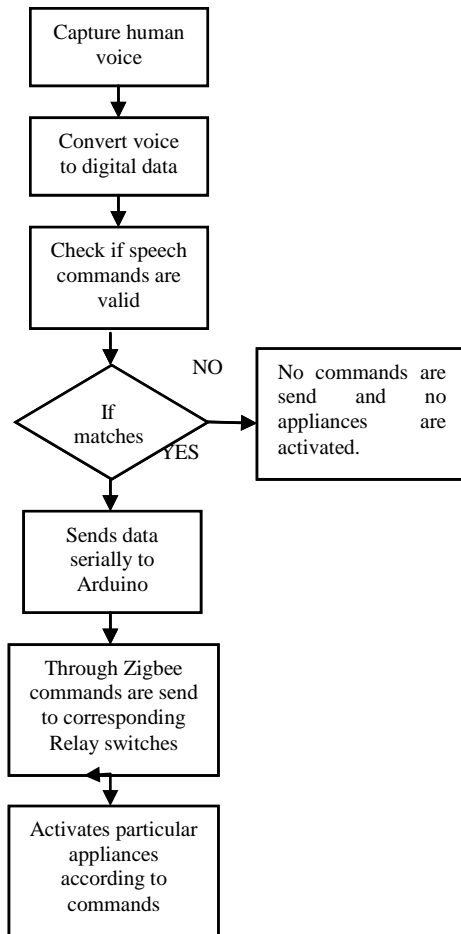 Capture human
voice
Convert voice
to digital data
Check if speech
commands are
valid
NO
No commands are
send and no
appliances are
activated.
If
matches
YES
Sends data
serially to
Arduino
Through Zigbee
commands are send
to corresponding
Relay switches
Activates particular
appliances
according to
commands